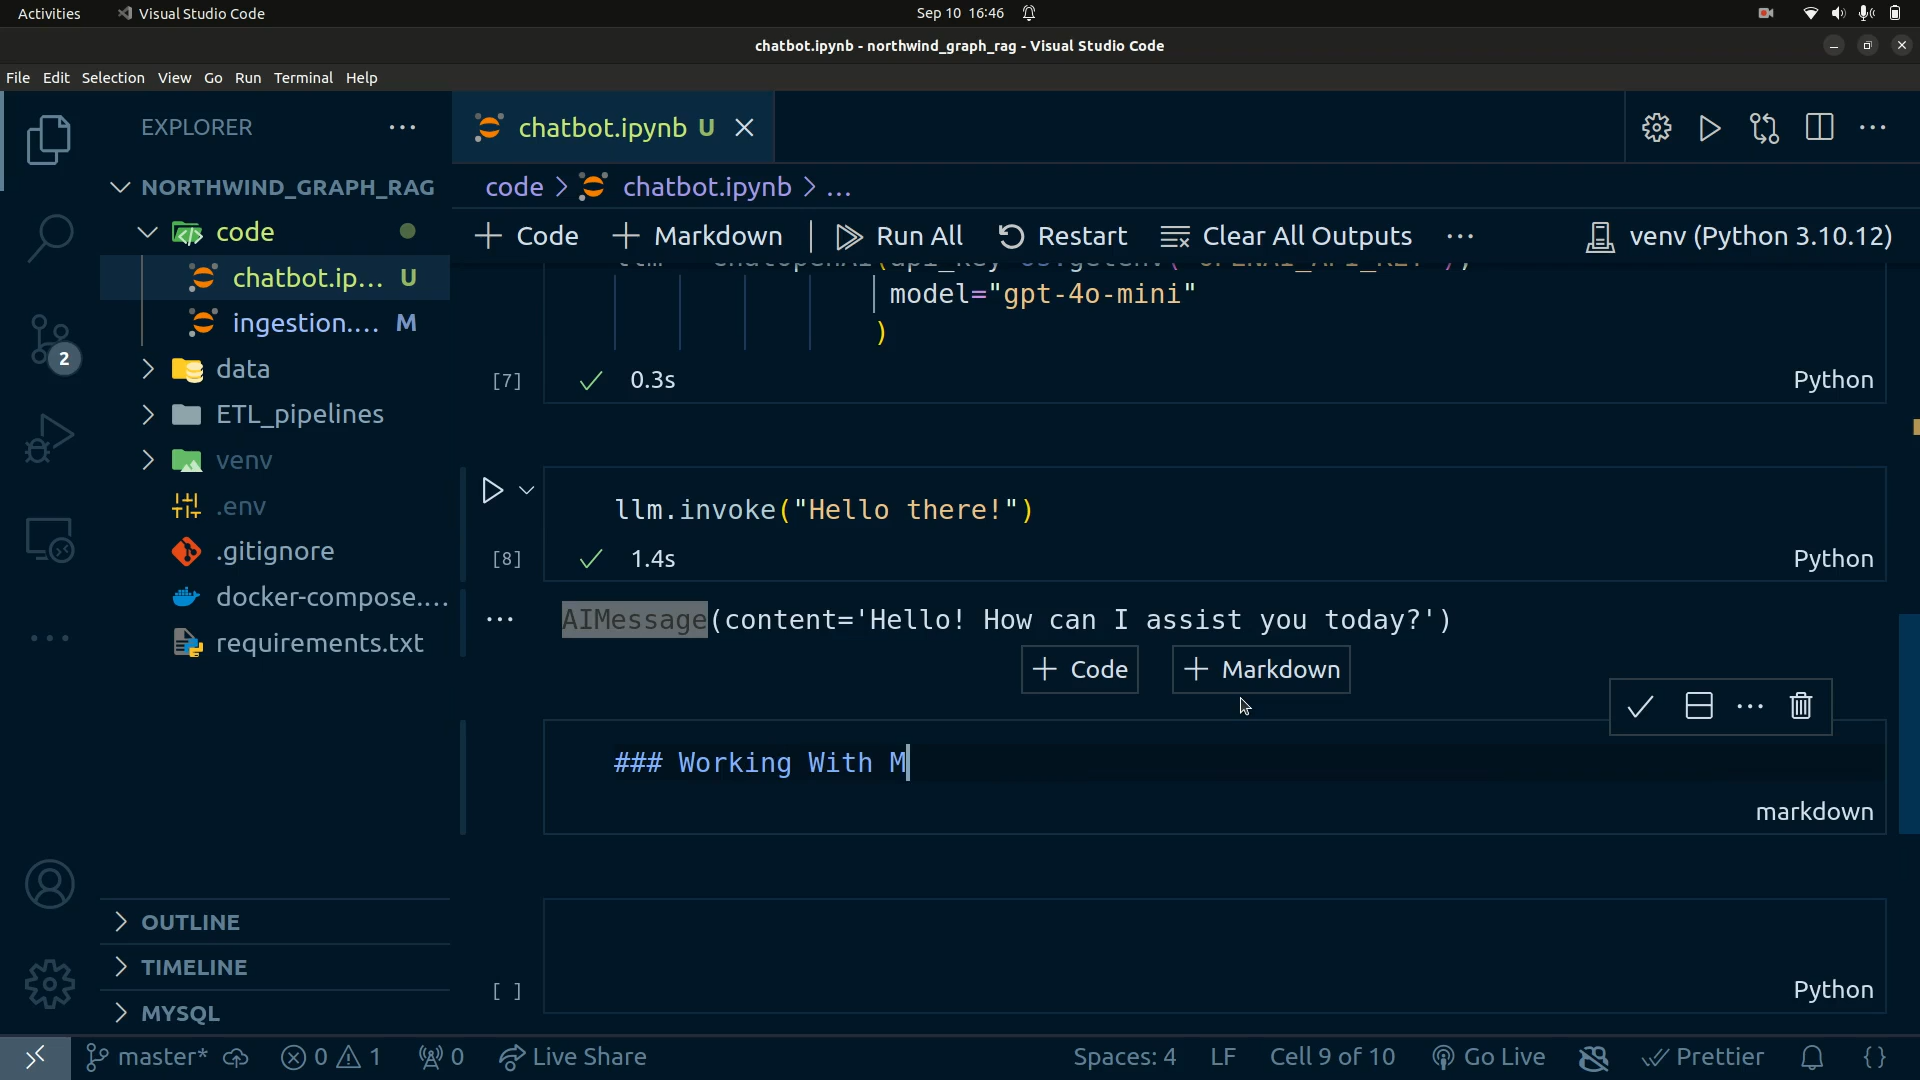 Activities
Visual Studio Code
Sep 10 16:46
chatbot.ipynb - northwind_graph_rag - Visual Studio Code
File Edit Selection View Go Run Terminal Help
EXPLORER
NORTHWIND_GRAPH_RAG
code
chatbot.ip... U
ingestion.... M
data
ETL_pipelines
venv
.env
.gitignore
docker-compose....
requirements.txt
OUTLINE
TIMELINE
MYSQL
2
chatbot.ipynb U
code > chatbot.ipynb > ...
+ Code + Markdown Run All Restart Clear All Outputs ... venv (Python 3.10.12)
model="gpt-4o-mini"
)
[7] 0.3s Python
llm.invoke("Hello there!")
[8] 1.4s Python
AIMessage(content='Hello! How can I assist you today?')
+ Code + Markdown
### Working With M
markdown
[ ] Python
master* 0 1 0 Live Share Spaces: 4 LF Cell 9 of 10 Go Live Prettier {}